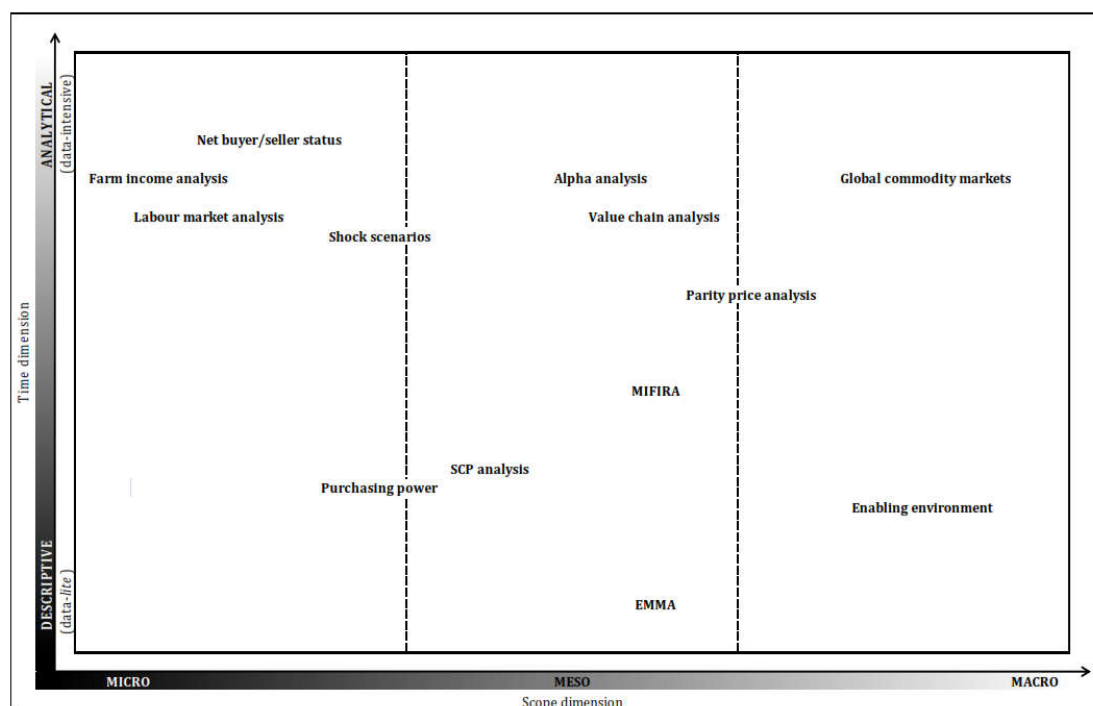 ANALYTICAL
(data-intensive)
Net buyer/seller status
Farm income analysis
Alpha analysis
Global commodity markets
Labour market analysis
Value chain analysis
Shock scenarios
Parity price analysis
Time dimension
MIFIRA
SCP analysis
Purchasing power
Enabling environment
DESCRIPTIVE
(data-lite)
EMMA
MICRO
MESO
MACRO
Scope dimension